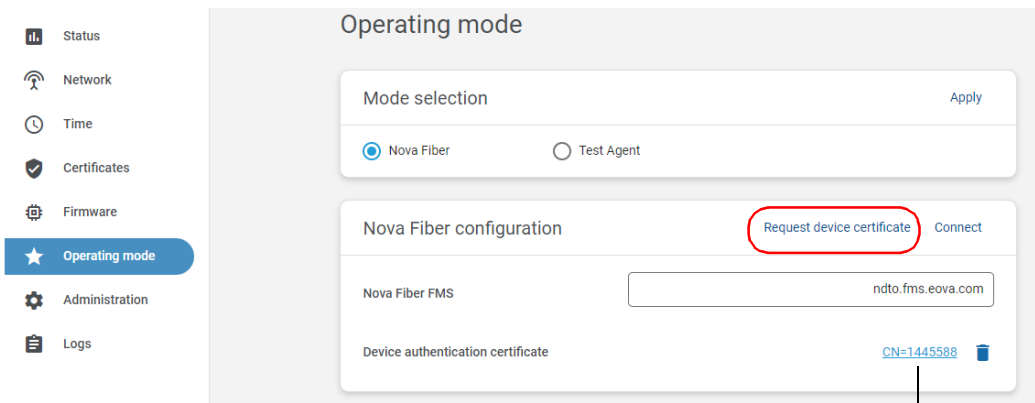 Operating mode
Status
Network
Time
Certificates
Firmware
Operating mode
Administration
Logs
Mode selection
Apply
Nova Fiber
Test Agent
Nova Fiber configuration
Request device certificate
Connect
Nova Fiber FMS
ndto.fms.eova.com
Device authentication certificate
CN=1445588